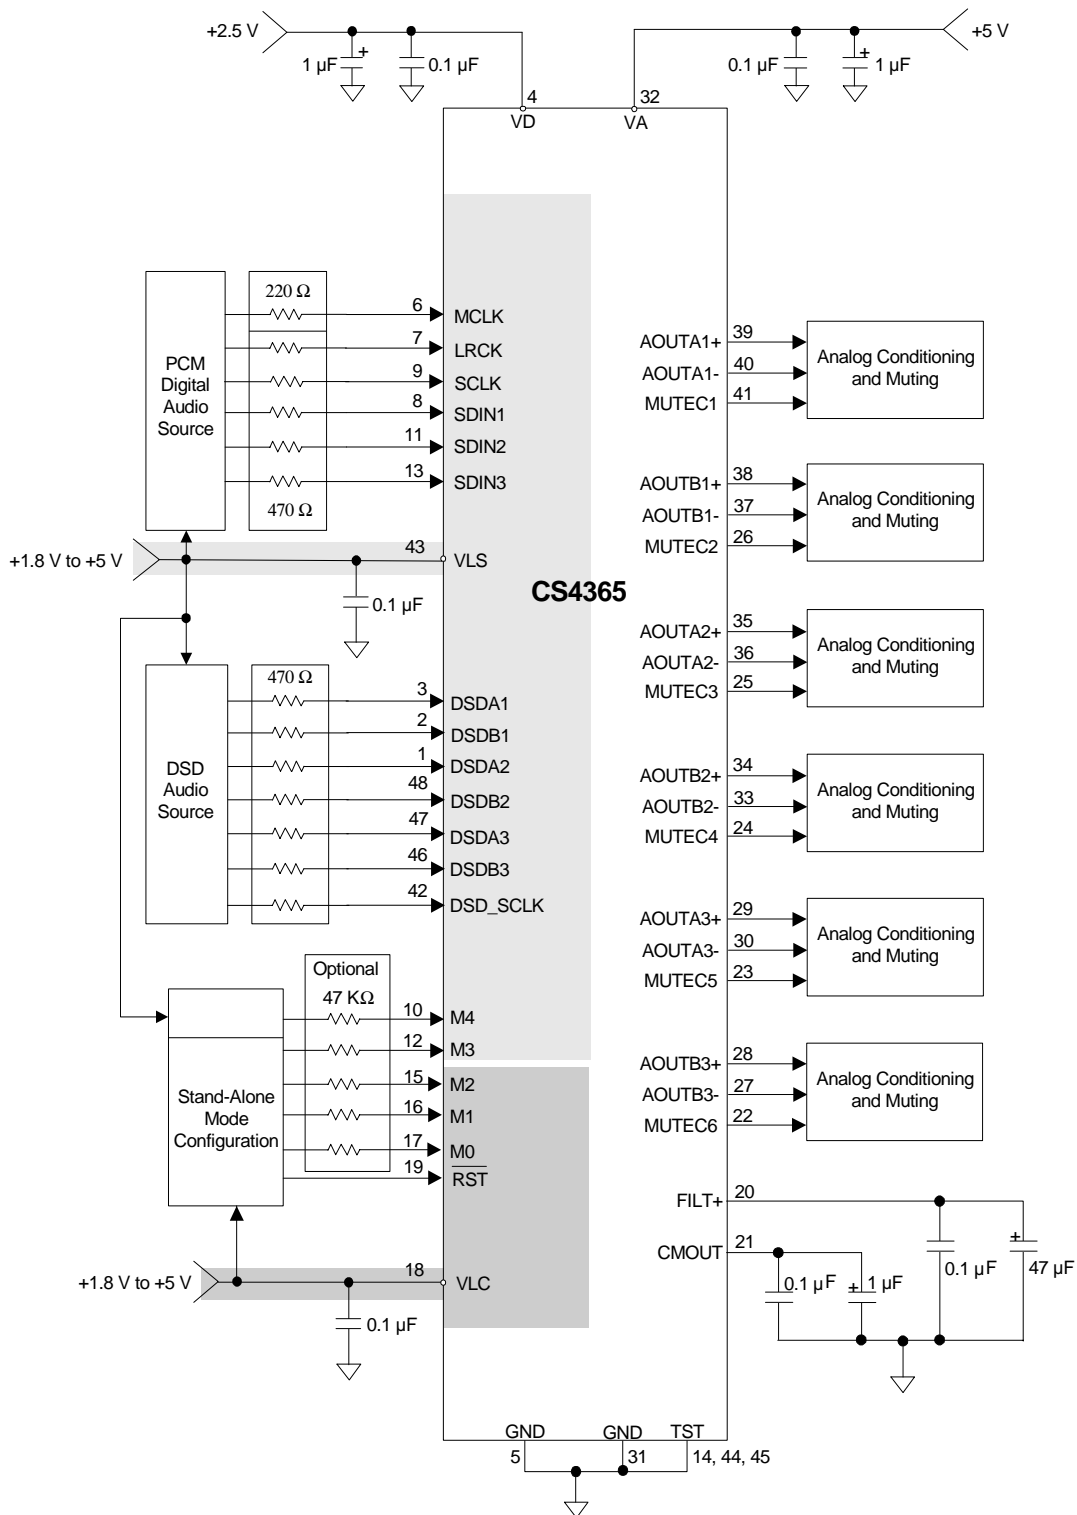 +2.5 V
1 µF
+
0.1 µF
0.1 µF
+
1 µF
+5 V
4
VD
32
VA
PCM
Digital
Audio
Source
220 Ω
470 Ω
6
MCLK
7
LRCK
9
SCLK
8
SDIN1
11
SDIN2
13
SDIN3
+1.8 V to +5 V
43
VLS
0.1 µF
CS4365
DSD
Audio
Source
470 Ω
3
DSDA1
2
DSDB1
1
DSDA2
48
DSDB2
47
DSDA3
46
DSDB3
42
DSD_SCLK
Optional
47 KΩ
Stand-Alone
Mode
Configuration
10
M4
12
M3
15
M2
16
M1
17
M0
19
RST
+1.8 V to +5 V
18
VLC
0.1 µF
AOUTA1+
39
AOUTA1-
40
MUTEC1
41
Analog Conditioning
and Muting
AOUTB1+
38
AOUTB1-
37
MUTEC2
26
Analog Conditioning
and Muting
AOUTA2+
35
AOUTA2-
36
MUTEC3
25
Analog Conditioning
and Muting
AOUTB2+
34
AOUTB2-
33
MUTEC4
24
Analog Conditioning
and Muting
AOUTA3+
29
AOUTA3-
30
MUTEC5
23
Analog Conditioning
and Muting
AOUTB3+
28
AOUTB3-
27
MUTEC6
22
Analog Conditioning
and Muting
FILT+
20
CMOUT
21
0.1 µF
+
1 µF
0.1 µF
+
47 µF
GND
5
GND
31
TST
14, 44, 45